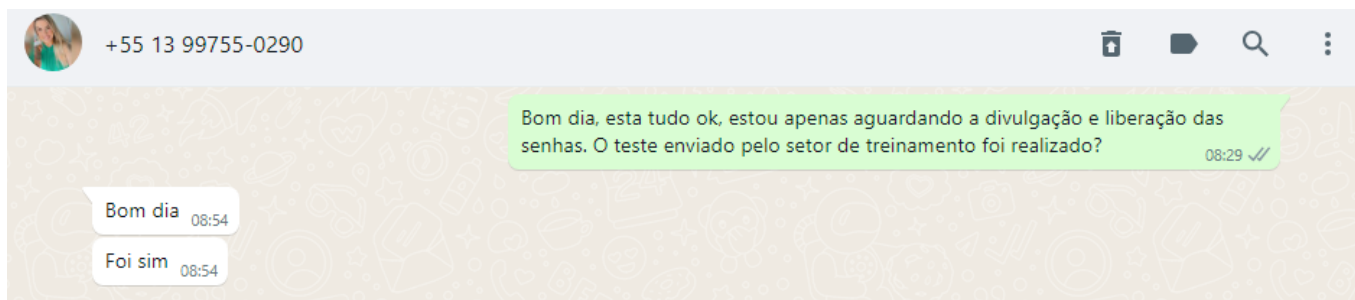 +55 13 99755-0290
Bom dia, esta tudo ok, estou apenas aguardando a divulgação e liberação das
senhas. O teste enviado pelo setor de treinamento foi realizado?
08:29
Bom dia 08:54
Foi sim 08:54